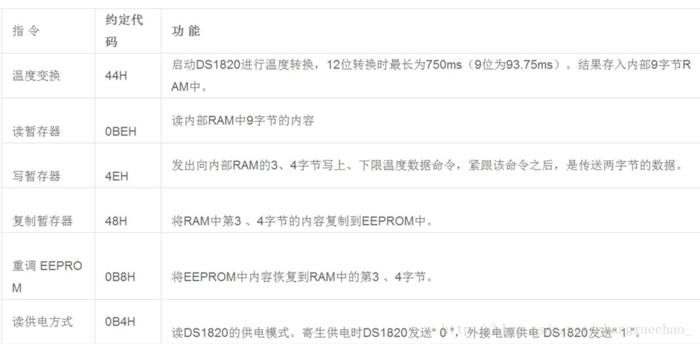 指 令
约定代码
功 能
温度变换
44H
启动DS1820进行温度转换，12位转换时最长为750ms（9位为93.75ms）。结果存入内部9字节R
AM中。
读暂存器
0BEH
读内部RAM中9字节的内容
写暂存器
4EH
发出向内部RAM的3、4字节写上、下限温度数据命令，紧跟该命令之后，是传送两字节的数据。
复制暂存器
48H
将RAM中第3 、4字节的内容复制到EEPROM中。
重调 EEPRO
M
0B8H
将EEPROM中内容恢复到RAM中的第3 、4字节。
读供电方式
0B4H
读DS1820的供电模式。寄生供电时DS1820发送“ 0 ”，外接电源供电 DS1820发送“ 1 ”。